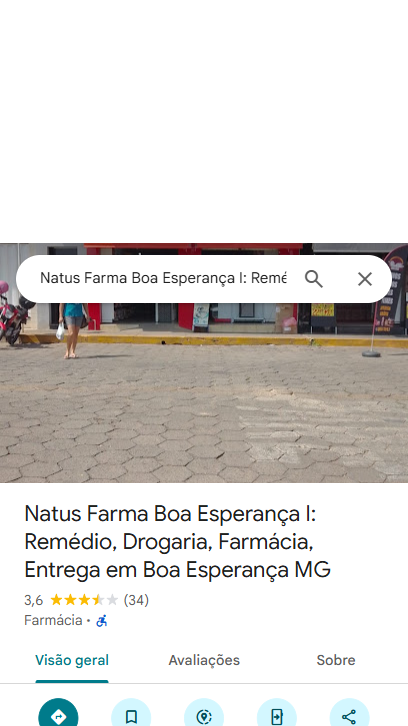 Natus Farma Boa Esperança I: Remé
Natus Farma Boa Esperança I:
Remédio, Drogaria, Farmácia,
Entrega em Boa Esperança MG
3,6 (34)
Farmácia ·
Visão geral Avaliações Sobre